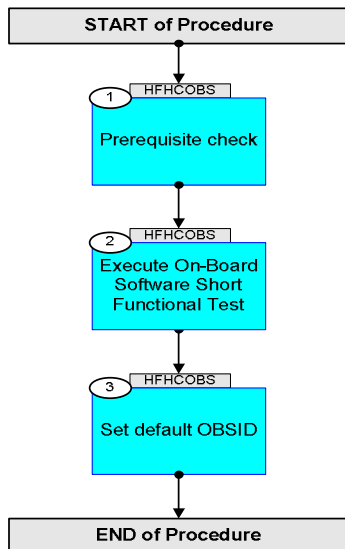 START of Procedure
HFHCOBS
1
Prerequisite check
HFHCOBS
2
Execute On-Board
Software Short
Functional Test
HFHCOBS
3
Set default OBSID
END of Procedure